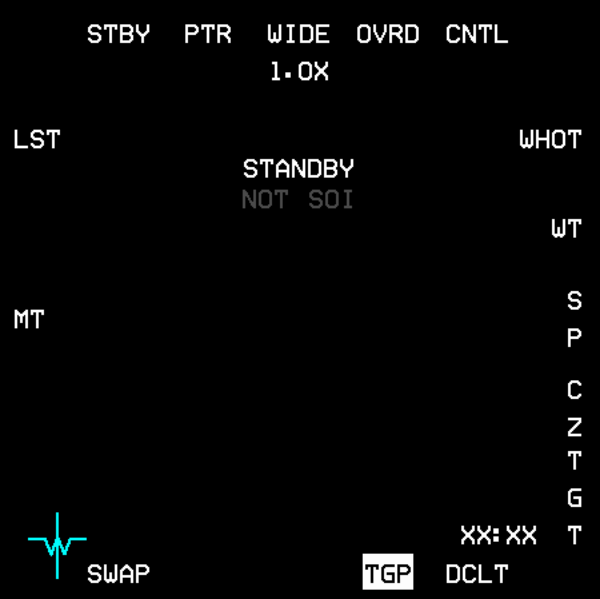 STBY PTR WIDE OVRD CNTL
1.0X
LST WHOT
STANDBY
NOT SOI
WT
S
MT
P
C
Z
T
G
XX:XX T
SWAP TGP DCLT